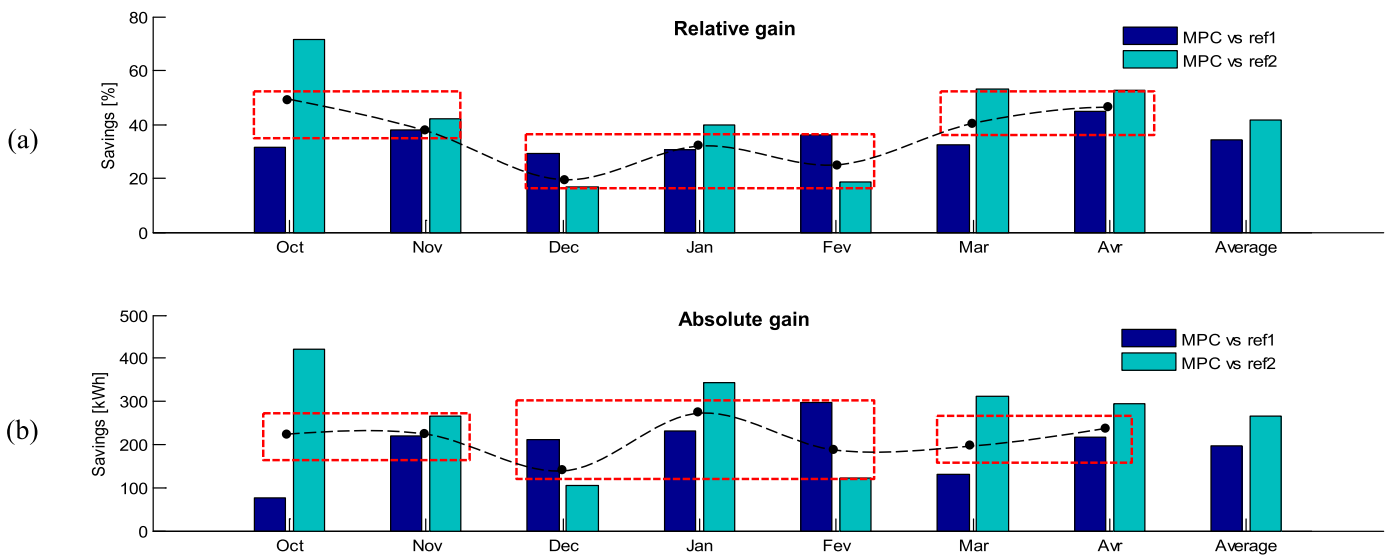 Relative gain
MPC vs ref1
MPC vs ref2
(a)
Savings [%]
80
60
40
20
0
Oct Nov Dec Jan Fev Mar Avr Average
Absolute gain
MPC vs ref1
MPC vs ref2
(b)
Savings [kWh]
500
400
300
200
100
0
Oct Nov Dec Jan Fev Mar Avr Average